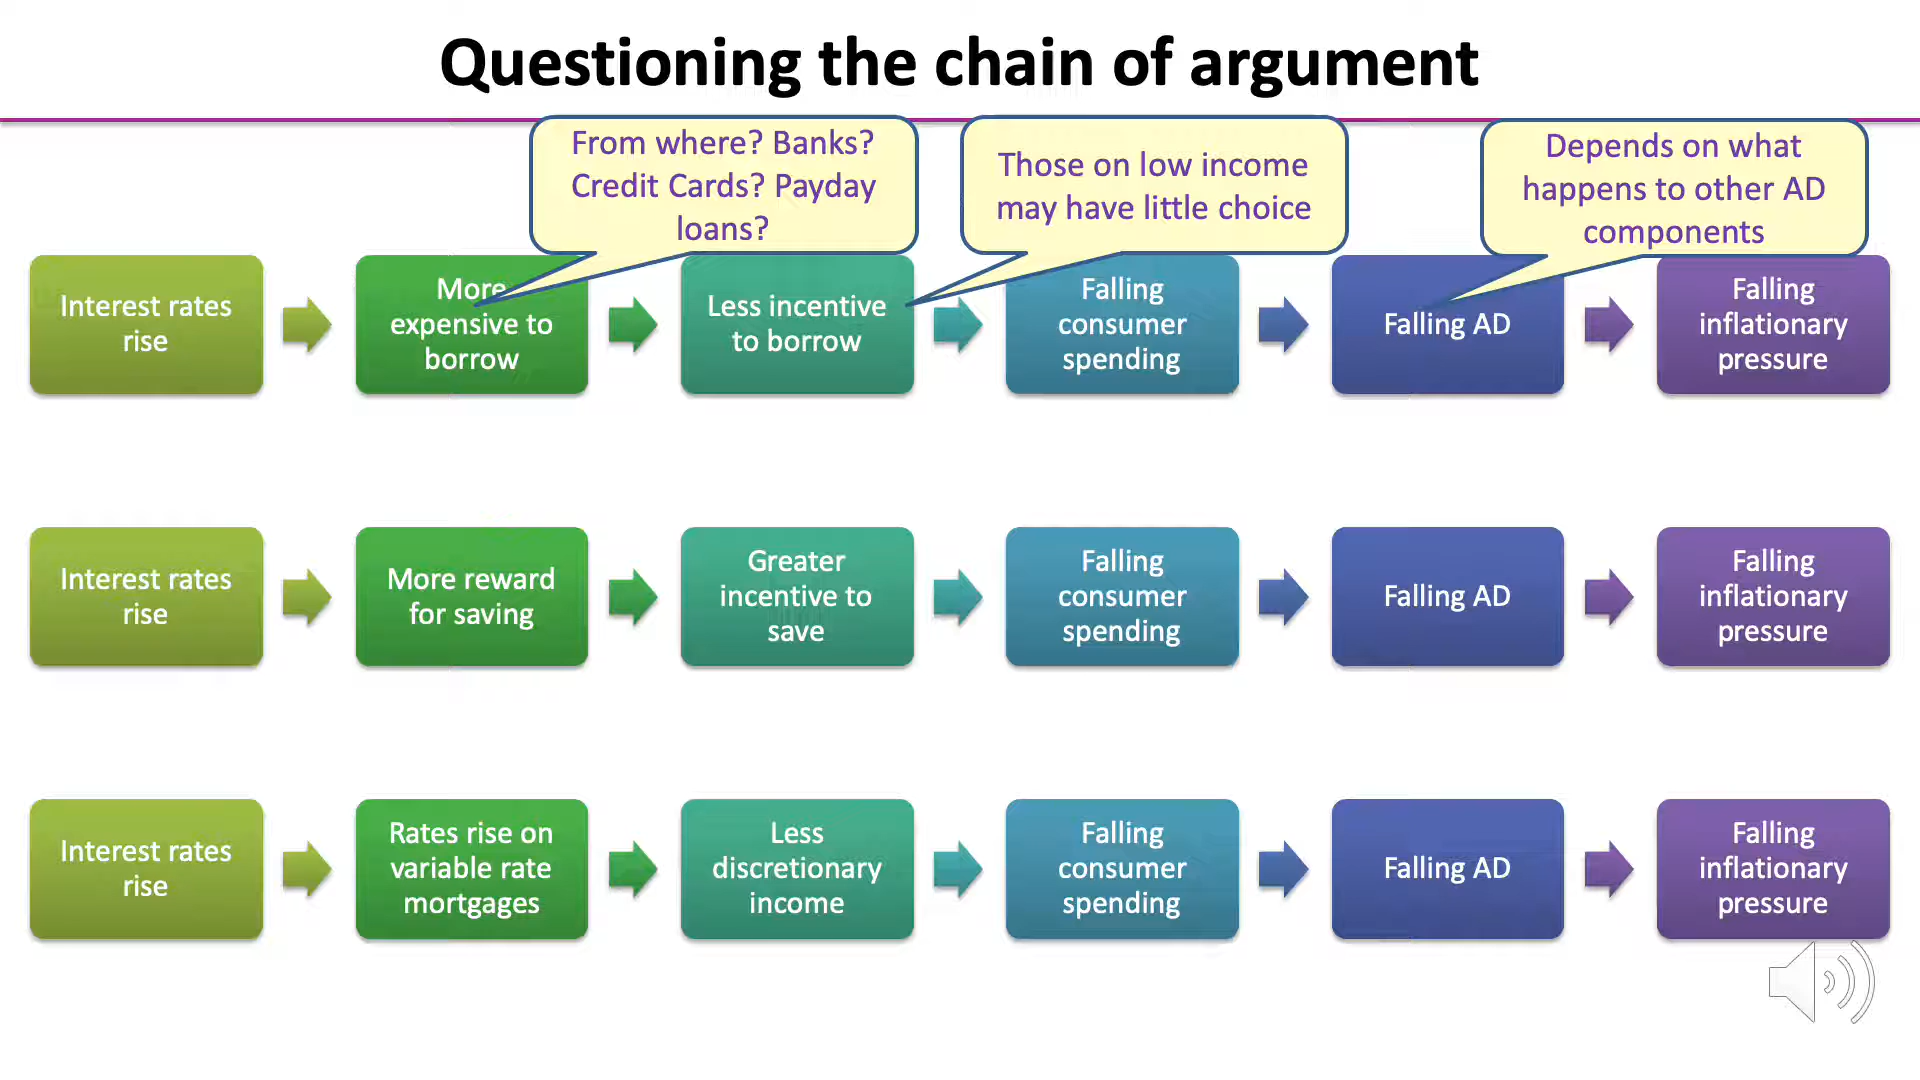 Questioning the chain of argument
From where? Banks?
Credit Cards? Payday
loans?
Those on low income
may have little choice
Depends on what
happens to other AD
components
Interest rates
rise
More
expensive to
borrow
Less incentive
to borrow
Falling
consumer
spending
Falling AD
Falling
inflationary
pressure
Interest rates
rise
More reward
for saving
Greater
incentive to
save
Falling
consumer
spending
Falling AD
Falling
inflationary
pressure
Interest rates
rise
Rates rise on
variable rate
mortgages
Less
discretionary
income
Falling
consumer
spending
Falling AD
Falling
inflationary
pressure